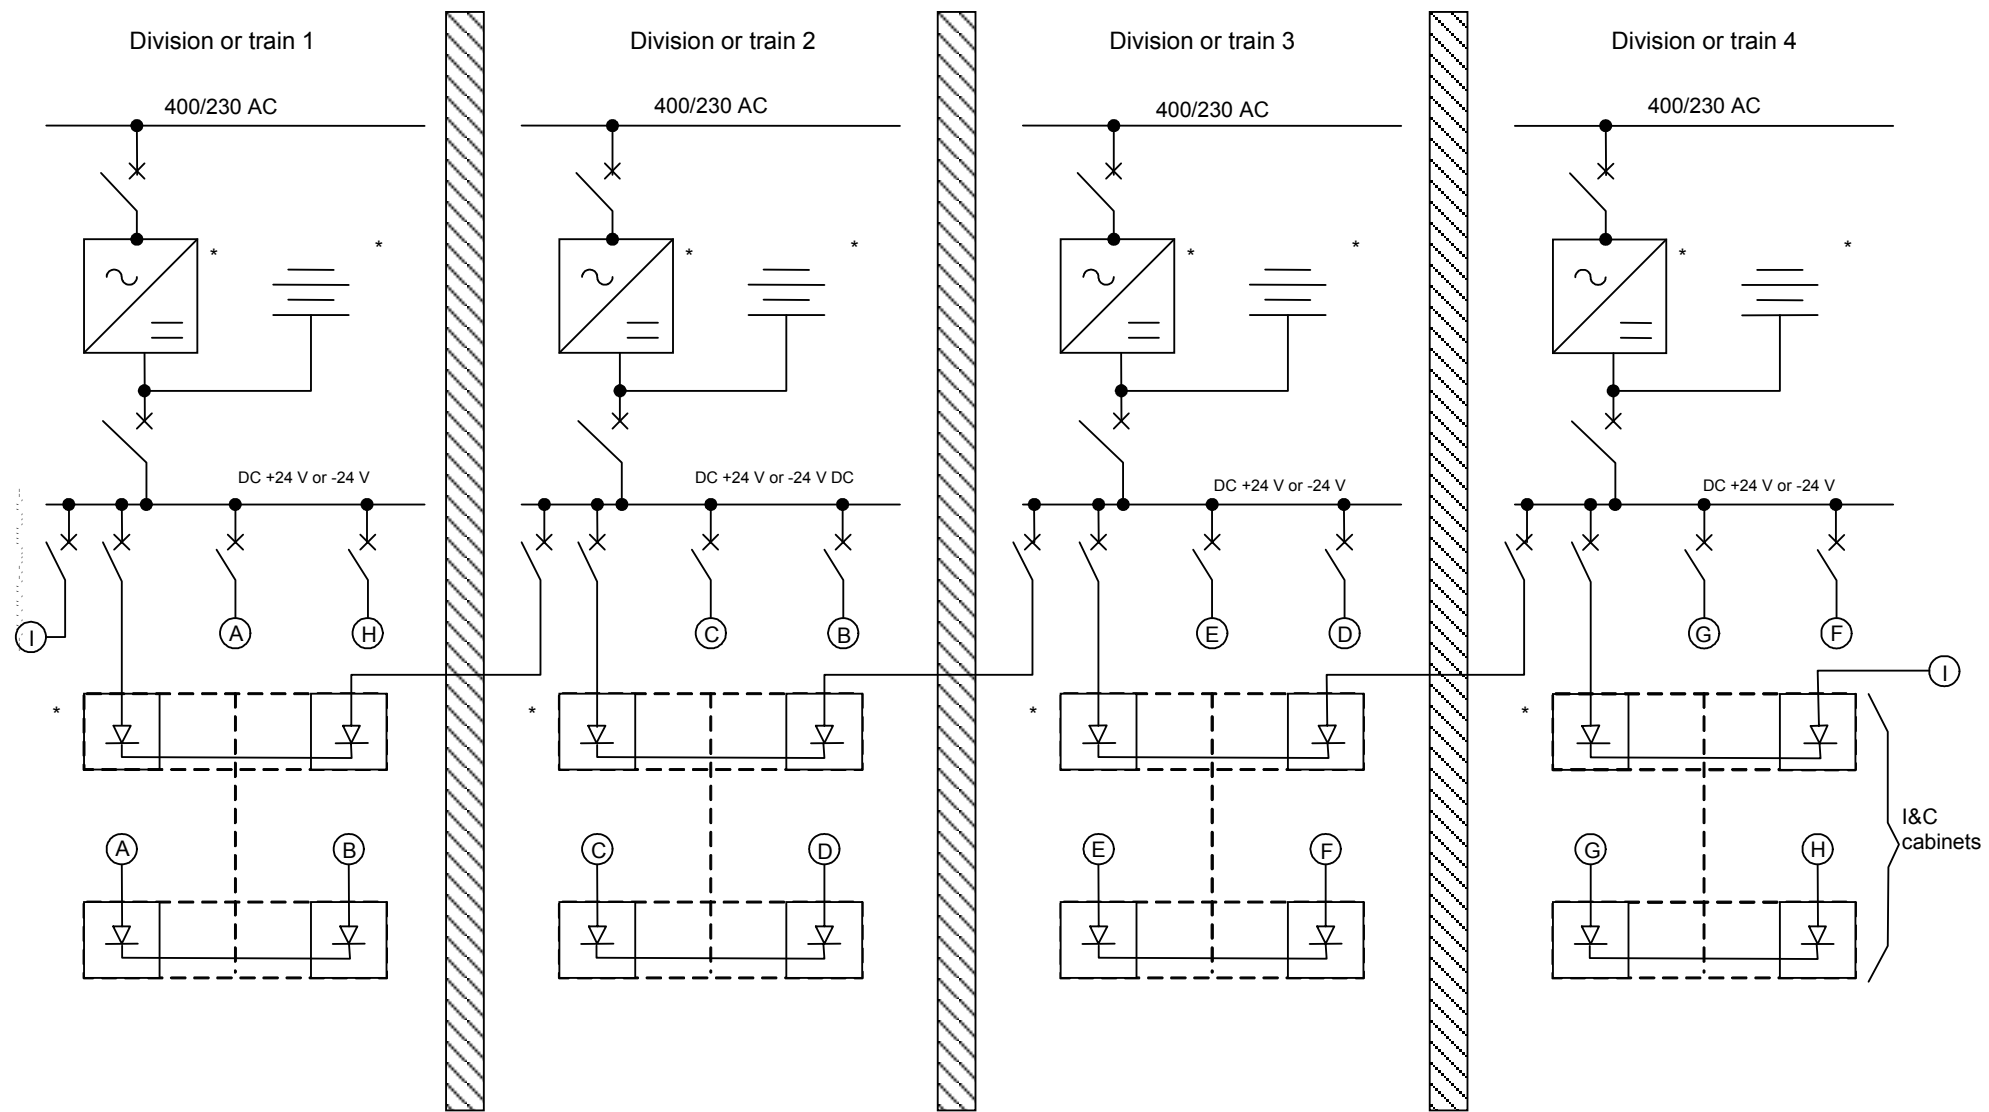 Division or train 1
Division or train 2
Division or train 3
Division or train 4
400/230 AC
400/230 AC
400/230 AC
400/230 AC
* *
* *
* *
* *
DC +24 V or -24 V
DC +24 V or -24 V DC
DC +24 V or -24 V
DC +24 V or -24 V
I A H
C B
E D
G F
I
*
*
*
*
I&C
cabinets
A B
C D
E F
G H